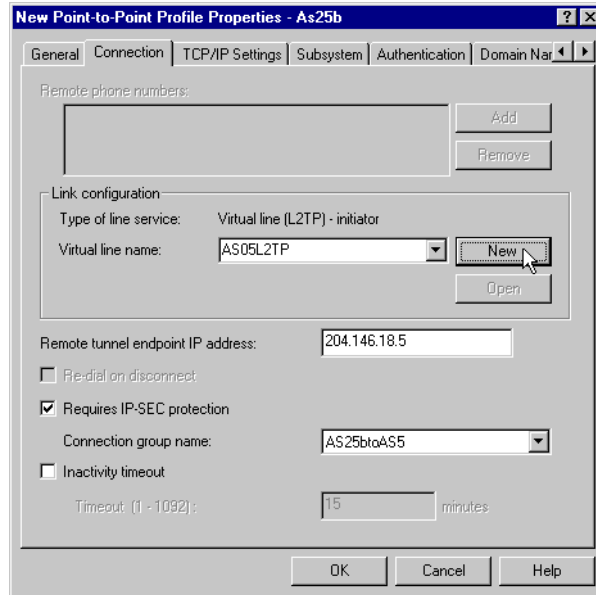 New Point-to-Point Profile Properties - As25b
General Connection TCP/IP Settings Subsystem Authentication Domain Nar
Remote phone numbers:
Add
Remove
Link configuration
Type of line service: Virtual line (L2TP) - initiator
Virtual line name: AS05L2TP New
Open
Remote tunnel endpoint IP address: 204.146.18.5
Re-dial on disconnect
Requires IP-SEC protection
Connection group name: AS25btoAS5
Inactivity timeout
Timeout (1 - 1092) : 15 minutes
OK Cancel Help